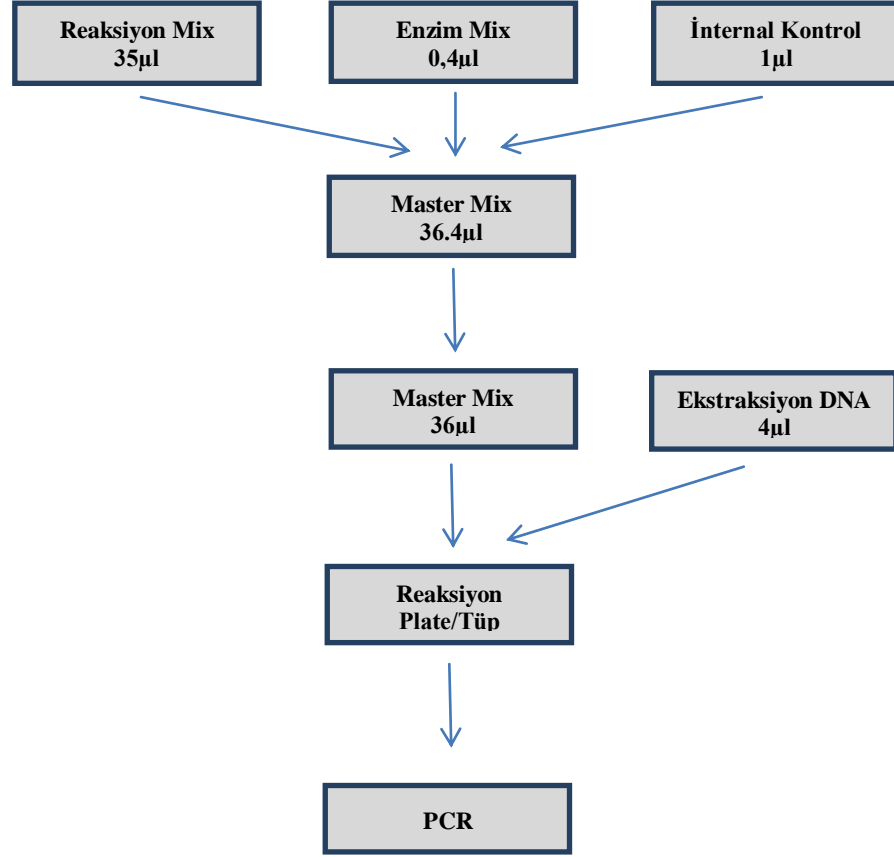 Reaksiyon Mix
35µl
Enzim Mix
0,4µl
İnternal Kontrol
1µl
Master Mix
36.4µl
Master Mix
36µl
Ekstraksiyon DNA
4µl
Reaksiyon
Plate/Tüp
PCR